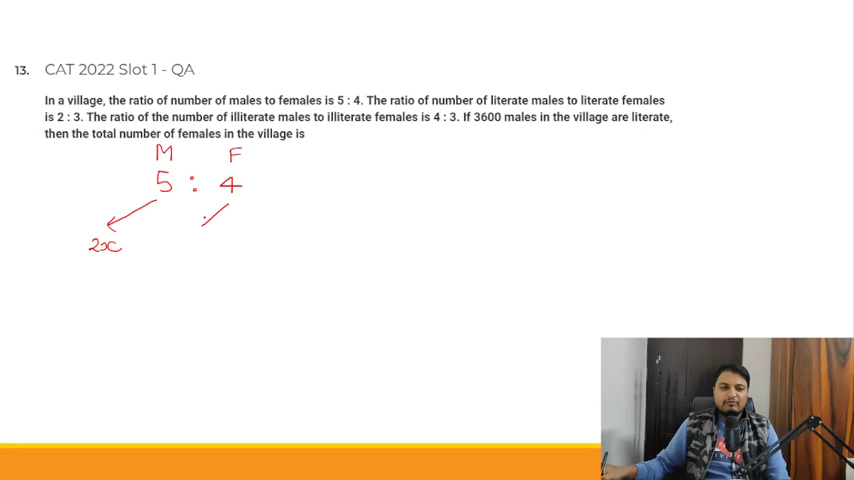 13. CAT 2022 Slot 1 - QA
In a village, the ratio of number of males to females is 5 : 4. The ratio of number of literate males to literate females
is 2 : 3. The ratio of the number of illiterate males to illiterate females is 4 : 3. If 3600 males in the village are literate,
then the total number of females in the village is
M F
5 : 4
2x